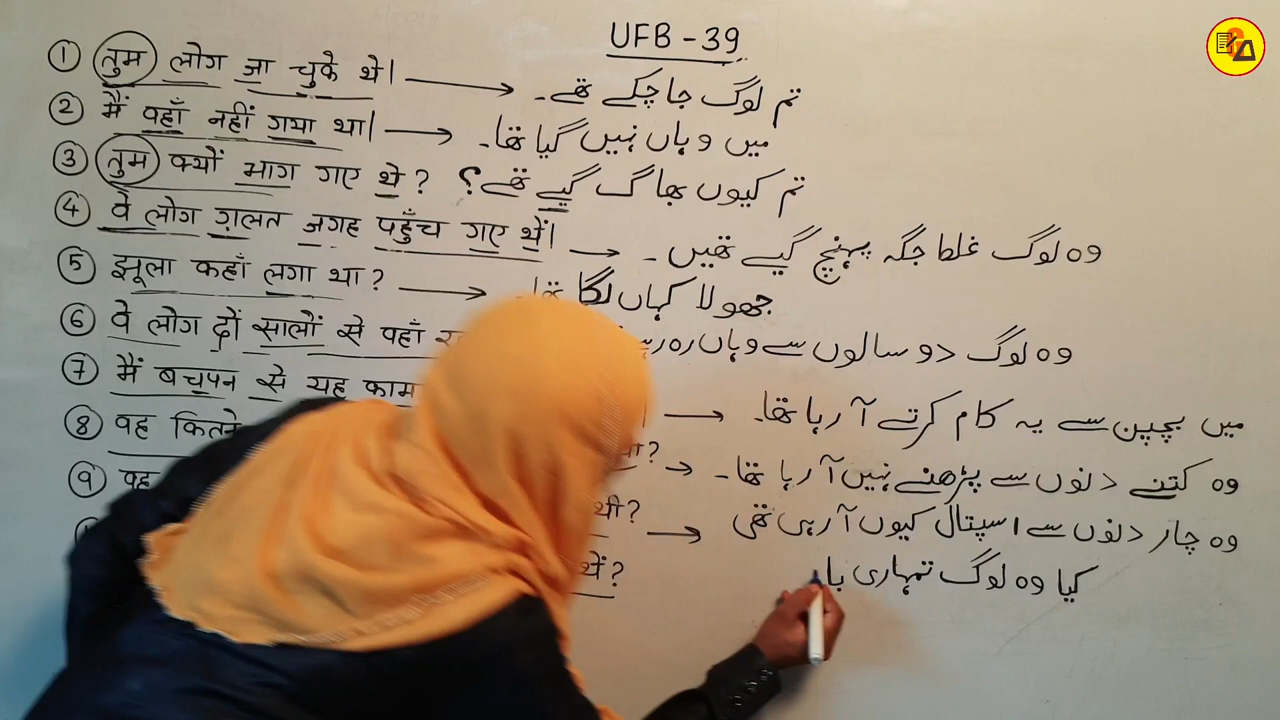 UFB - 39
① तुम लोग जा चुके थे। → تم لوگ جا چکے تھے۔
② मैं वहाँ नहीं गया था। → میں وہاں نہیں گیا تھا۔
③ तुम क्यों भाग गए थे? تم کیوں بھاگ گیے تھے؟
④ वे लोग ग़लत जगह पहुँच गए थें। → وہ لوگ غلط جگہ پہنچ گیے تھیں۔
⑤ झूला कहाँ लगा था? → جھولا کہاں لگا
⑥ वे लोग दों सालों से वहाँ وہ لوگ دو سالوں سے وہاں رہ
⑦ मैं बचपन से यह काम → میں بچپن سے یہ کام کرتے آ رہا تھا۔
⑧ वह कितने → وہ کتنے دنوں سے پڑھنے نہیں آ رہا تھا۔
⑨ वह थी? → وہ چار دنوں سے اسپتال کیوں آ رہی تھی
थें? کیا وہ لوگ تمہاری